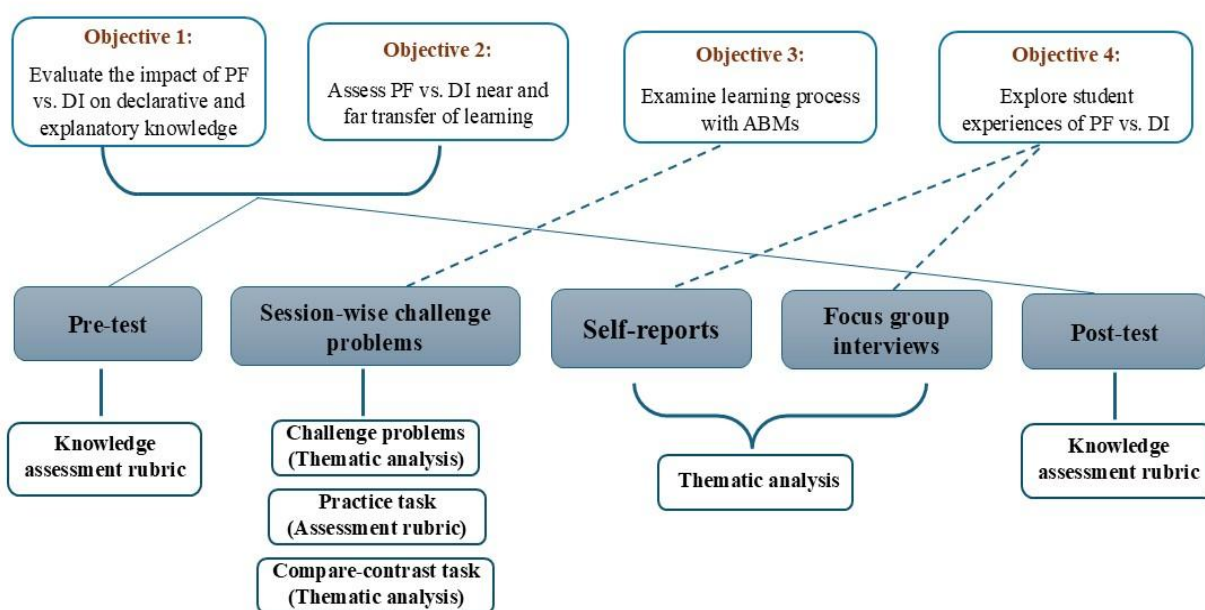 Objective 1:
Evaluate the impact of PF
vs. DI on declarative and
explanatory knowledge
Objective 2:
Assess PF vs. DI near and
far transfer of learning
Objective 3:
Examine learning process
with ABMs
Objective 4:
Explore student
experiences of PF vs. DI
Pre-test
Session-wise challenge
problems
Self-reports
Focus group
interviews
Post-test
Knowledge
assessment rubric
Challenge problems
(Thematic analysis)
Practice task
(Assessment rubric)
Compare-contrast task
(Thematic analysis)
Thematic analysis
Knowledge
assessment rubric